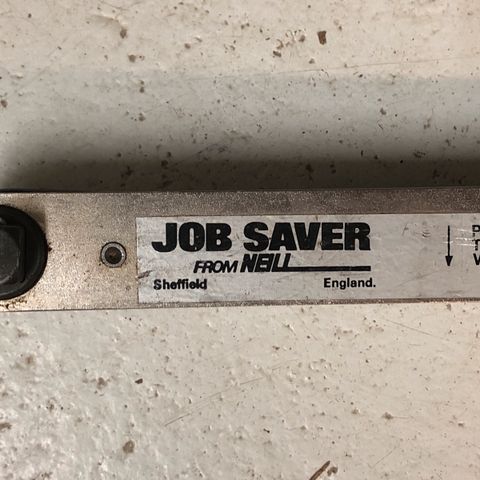 JOB SAVER
FROM NEILL
Sheffield England.